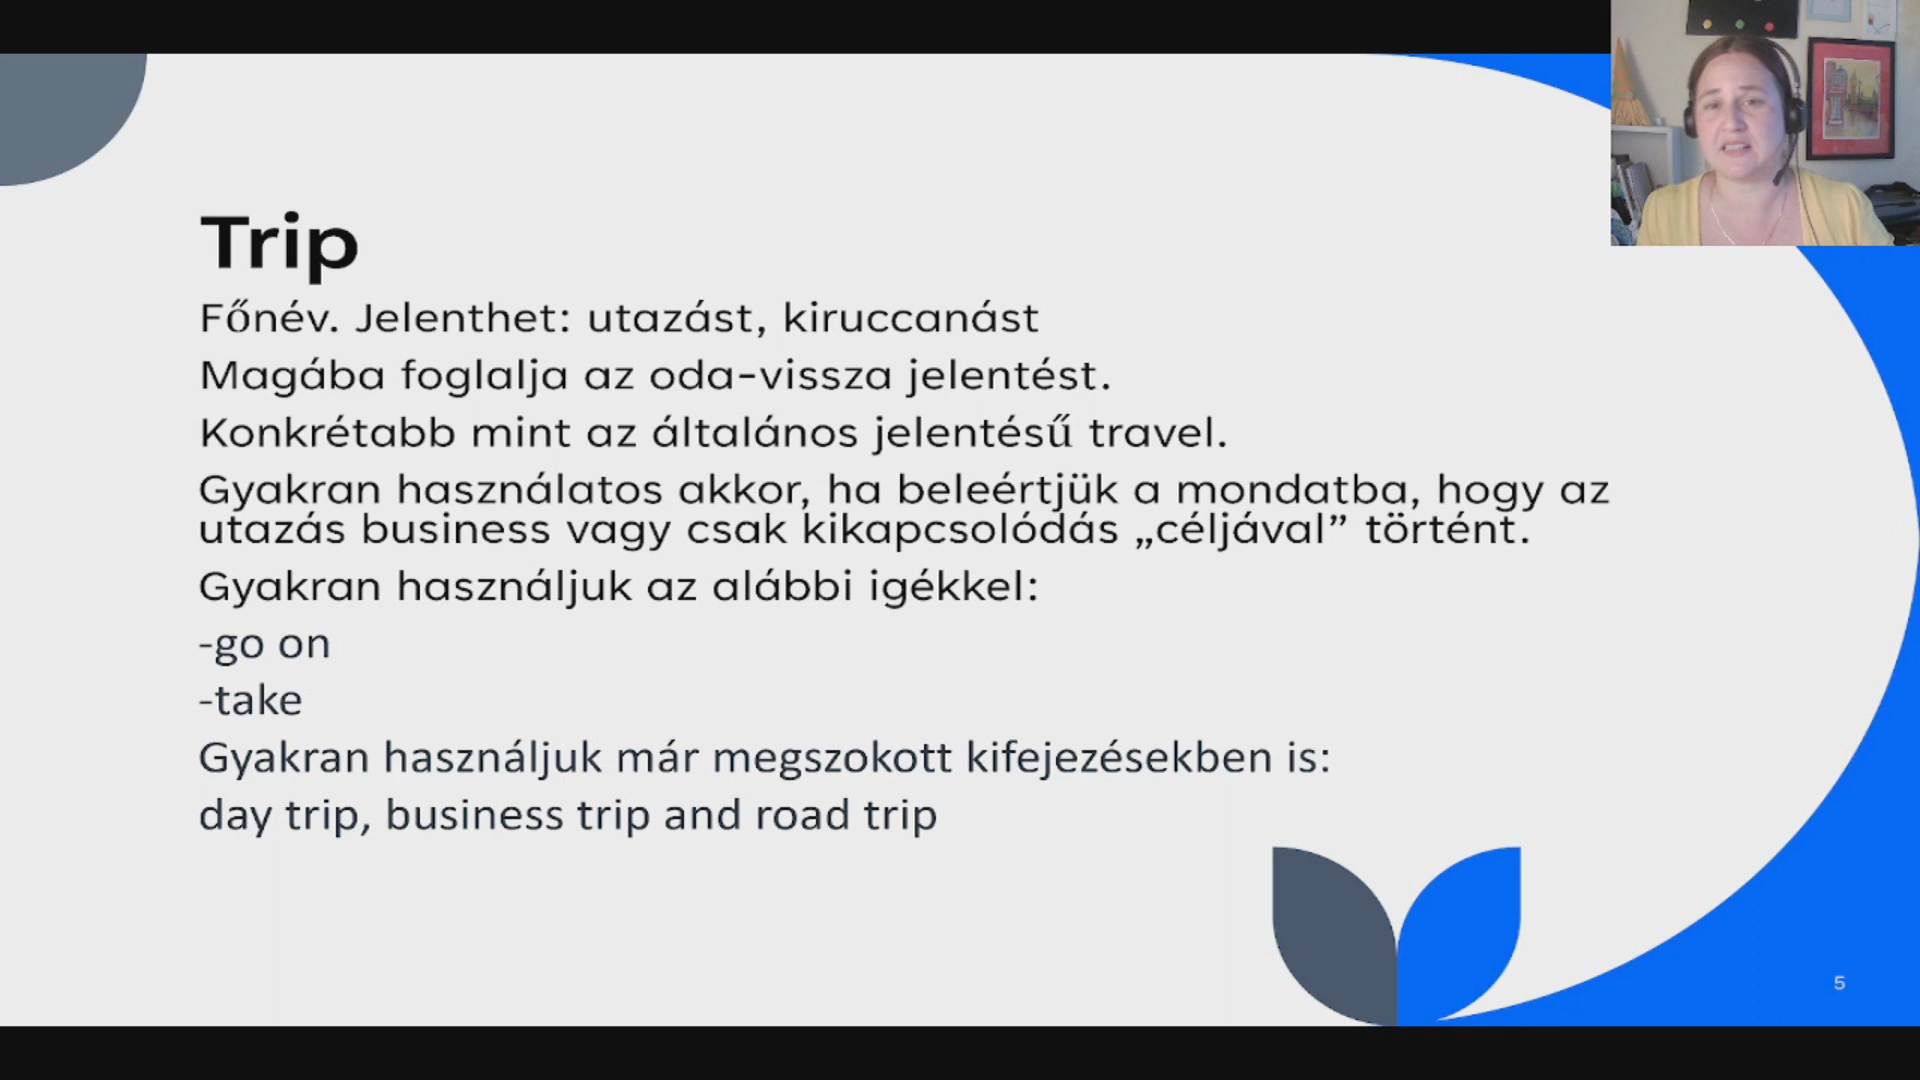 Trip
Főnév. Jelenthet: utazást, kiruccanást
Magába foglalja az oda-vissza jelentést.
Konkrétabb mint az általános jelentésű travel.
Gyakran használatos akkor, ha beleértjük a mondatba, hogy az
utazás business vagy csak kikapcsolódás „céljával” történt.
Gyakran használjuk az alábbi igékkel:
-go on
-take
Gyakran használjuk már megszokott kifejezésekben is:
day trip, business trip and road trip
5